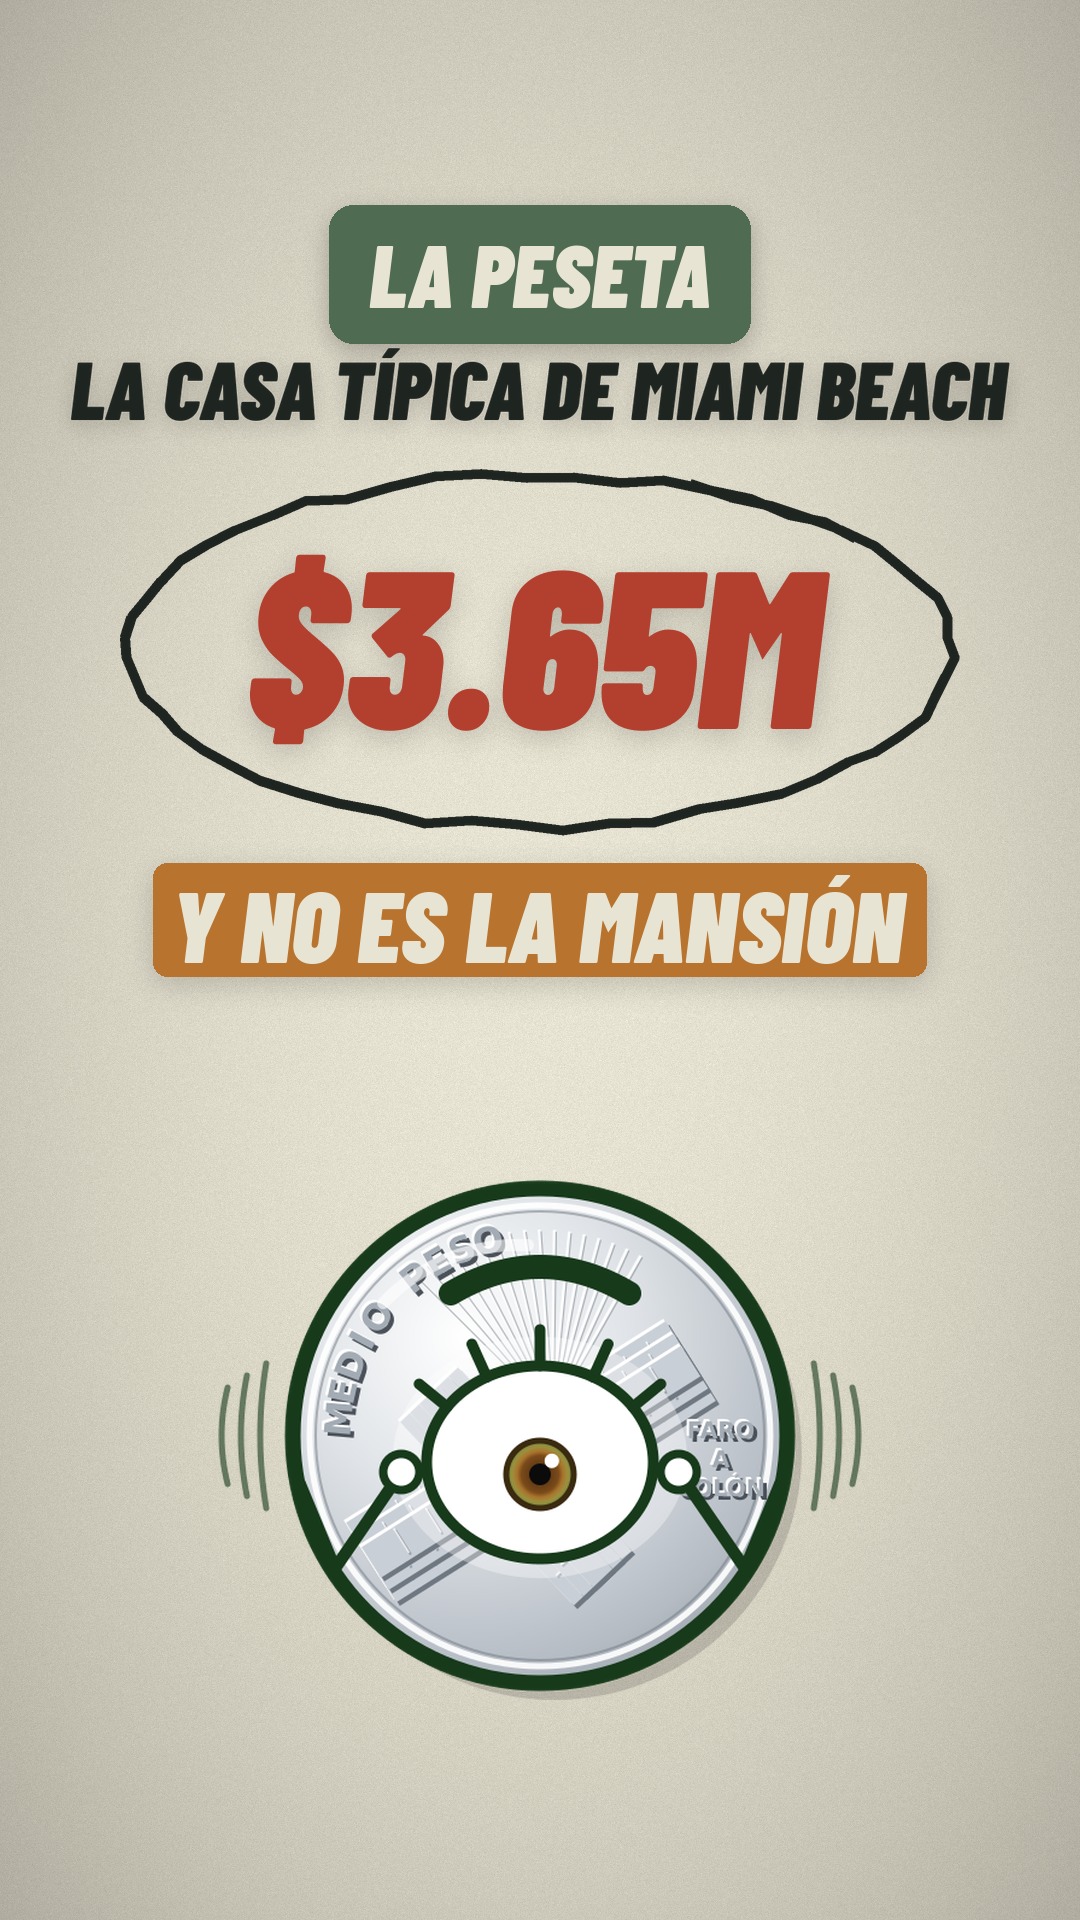 LA PESETA
LA CASA TÍPICA DE MIAMI BEACH
$3.65M
Y NO ES LA MANSIÓN
MEDIO PESO
FARO
A